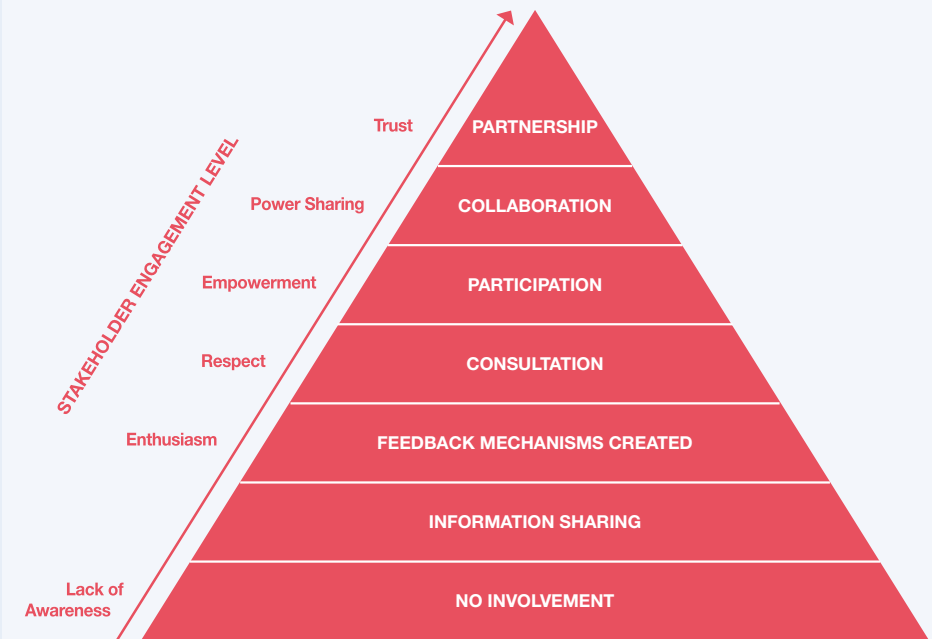 STAKEHOLDER ENGAGEMENT LEVEL
Trust
PARTNERSHIP
Power Sharing
COLLABORATION
Empowerment
PARTICIPATION
Respect
CONSULTATION
Enthusiasm
FEEDBACK MECHANISMS CREATED
INFORMATION SHARING
Lack of
Awareness
NO INVOLVEMENT